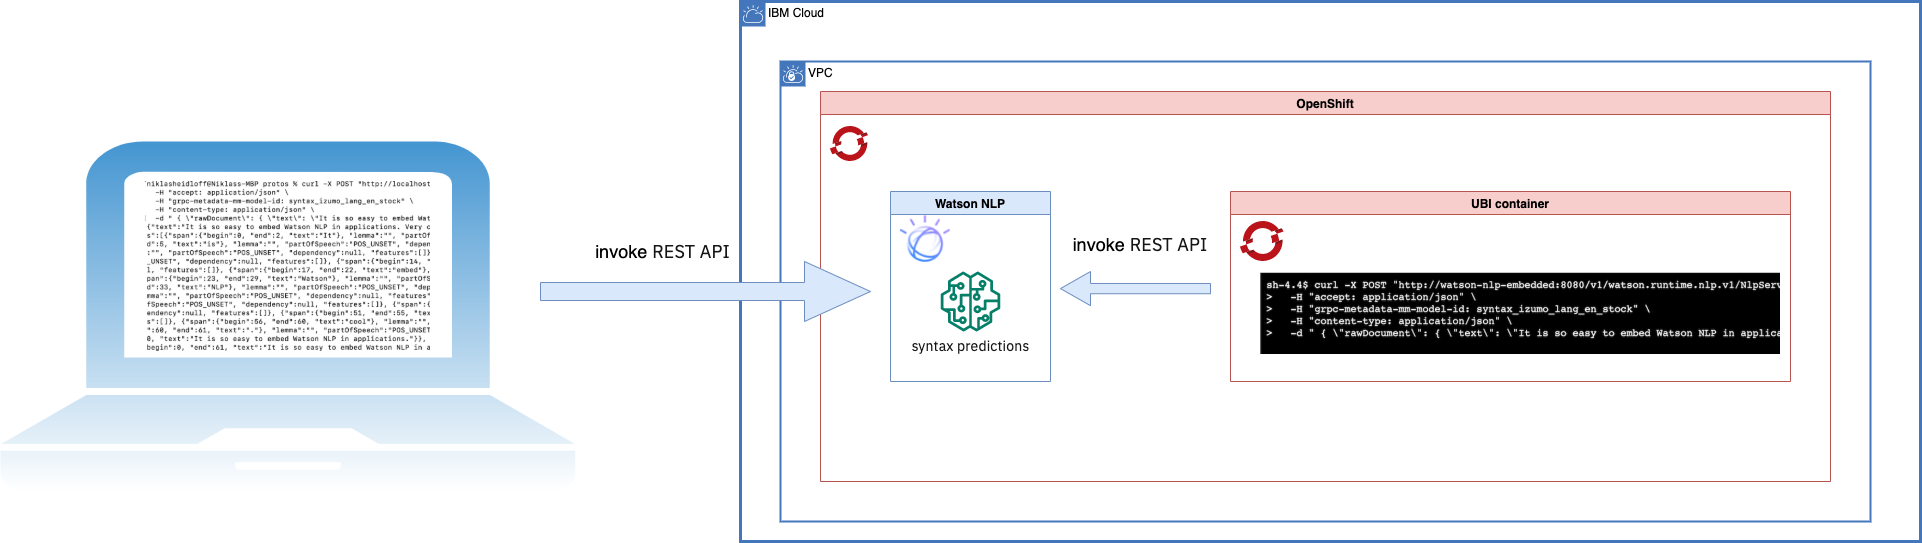 IBM Cloud
VPC
OpenShift
'niklasheidloff@Niklass-MBP protos % curl -X POST "http://localhost
-H "accept: application/json" \
-H "grpc-metadata-mm-model-id: syntax_izumo_lang_en_stock" \
-H "content-type: application/json" \
-d " { \"rawDocument\": { \"text\": \"It is so easy to embed Wat
{"text":"It is so easy to embed Watson NLP in applications. Very c
s":[{"span":{"begin":0, "end":2, "text":"It"}, "lemma":"", "partOf
d":5, "text":"is"}, "lemma":"", "partOfSpeech":"POS_UNSET", "depen
:"", "partOfSpeech":"POS_UNSET", "dependency":null, "features":[]}
_UNSET", "dependency":null, "features":[]}, {"span":{"begin":14, "
l, "features":[]}, {"span":{"begin":17, "end":22, "text":"embed"},
pan":{"begin":23, "end":29, "text":"Watson"}, "lemma":"", "partOfS
d":33, "text":"NLP"}, "lemma":"", "partOfSpeech":"POS_UNSET", "dep
mma":"", "partOfSpeech":"POS_UNSET", "dependency":null, "features"
fSpeech":"POS_UNSET", "dependency":null, "features":[]}, {"span":{
endency":null, "features":[]}, {"span":{"begin":51, "end":55, "tex
s":[]}, {"span":{"begin":56, "end":60, "text":"cool"}, "lemma":"",
":60, "end":61, "text":"."}, "lemma":"", "partOfSpeech":"POS_UNSET
0, "text":"It is so easy to embed Watson NLP in applications."}},
begin":0, "end":61, "text":"It is so easy to embed Watson NLP in a
invoke REST API
Watson NLP
syntax predictions
invoke REST API
UBI container
sh-4.4$ curl -X POST "http://watson-nlp-embedded:8080/v1/watson.runtime.nlp.v1/NlpServ
> -H "accept: application/json" \
> -H "grpc-metadata-mm-model-id: syntax_izumo_lang_en_stock" \
> -H "content-type: application/json" \
> -d " { \"rawDocument\": { \"text\": \"It is so easy to embed Watson NLP in applica